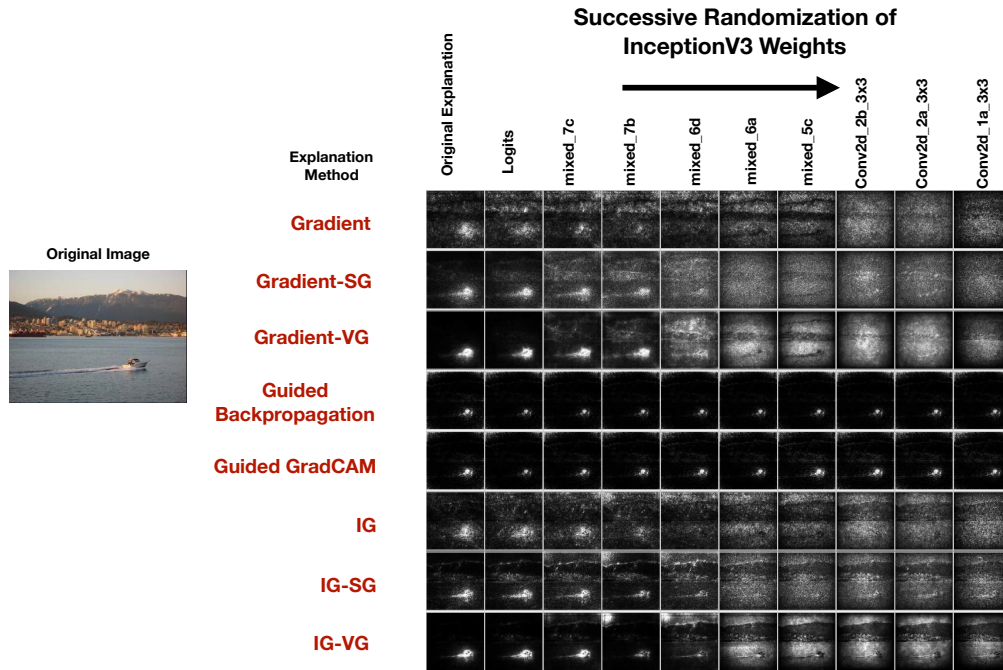 Successive Randomization of
InceptionV3 Weights
Explanation
Method
Original Explanation
Logits
mixed_7c
mixed_7b
mixed_6d
mixed_6a
mixed_5c
Conv2d_2b_3x3
Conv2d_2a_3x3
Conv2d_1a_3x3
Original Image
Gradient
Gradient-SG
Gradient-VG
Guided
Backpropagation
Guided GradCAM
IG
IG-SG
IG-VG